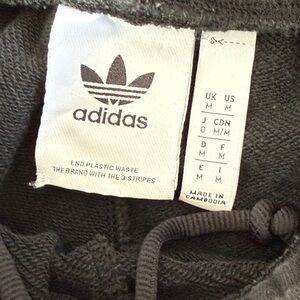 adidas
END PLASTIC WASTE
THE BRAND WITH THE 3 STRIPES
UK US
M M
J CDN
O M/M
D F
M M
E I
M M
MADE IN
CAMBODIA